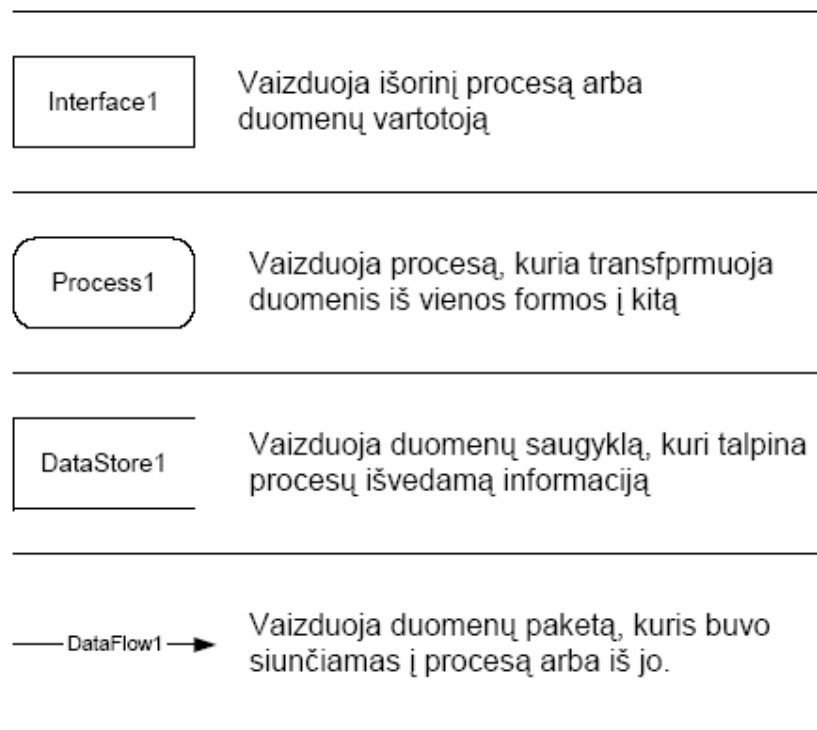 Interface1
Vaizduoja išorinį procesą arba
duomenų vartotoją
Process1
Vaizduoja procesą, kuria transfprmuoja
duomenis iš vienos formos į kitą
DataStore1
Vaizduoja duomenų saugyklą, kuri talpina
procesų išvedamą informaciją
DataFlow1
Vaizduoja duomenų paketą, kuris buvo
siunčiamas į procesą arba iš jo.